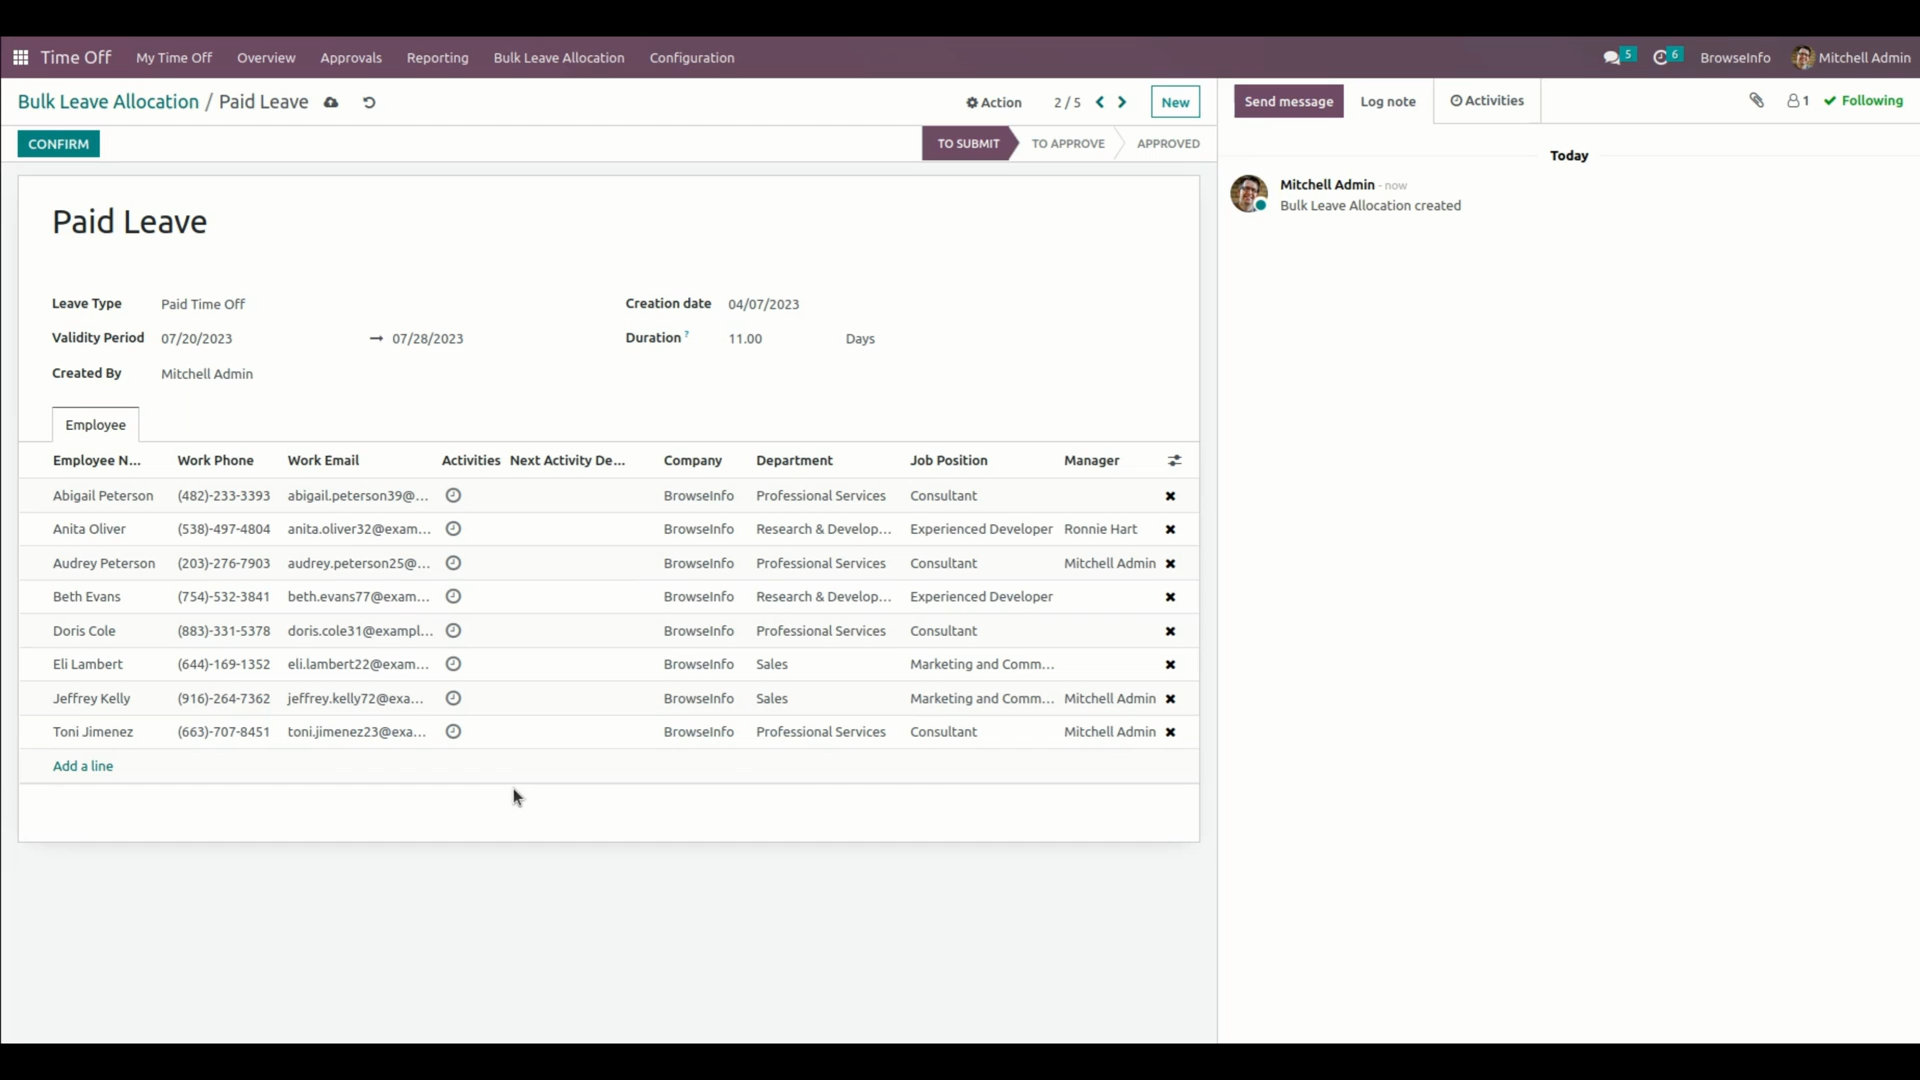 Time Off My Time Off Overview Approvals Reporting Bulk Leave Allocation Configuration 5 6 BrowseInfo Mitchell Admin
Bulk Leave Allocation / Paid Leave Action 2 / 5 New
CONFIRM TO SUBMIT TO APPROVE APPROVED
Paid Leave
Leave Type Paid Time Off Creation date 04/07/2023
Validity Period 07/20/2023 → 07/28/2023 Duration ? 11.00 Days
Created By Mitchell Admin
Employee
Employee N... Work Phone Work Email Activities Next Activity De... Company Department Job Position Manager
Abigail Peterson (482)-233-3393 abigail.peterson39@... BrowseInfo Professional Services Consultant
Anita Oliver (538)-497-4804 anita.oliver32@exam... BrowseInfo Research & Develop... Experienced Developer Ronnie Hart
Audrey Peterson (203)-276-7903 audrey.peterson25@... BrowseInfo Professional Services Consultant Mitchell Admin
Beth Evans (754)-532-3841 beth.evans77@exam... BrowseInfo Research & Develop... Experienced Developer
Doris Cole (883)-331-5378 doris.cole31@exampl... BrowseInfo Professional Services Consultant
Eli Lambert (644)-169-1352 eli.lambert22@exam... BrowseInfo Sales Marketing and Comm...
Jeffrey Kelly (916)-264-7362 jeffrey.kelly72@exa... BrowseInfo Sales Marketing and Comm... Mitchell Admin
Toni Jimenez (663)-707-8451 toni.jimenez23@exa... BrowseInfo Professional Services Consultant Mitchell Admin
Add a line
Send message Log note Activities 1 Following
Today
Mitchell Admin - now
Bulk Leave Allocation created